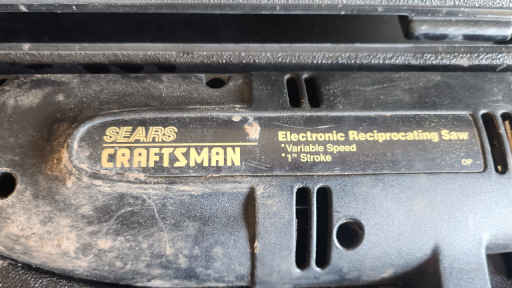 SEARS
CRAFTSMAN
Electronic Reciprocating Saw
*Variable Speed
*1" Stroke